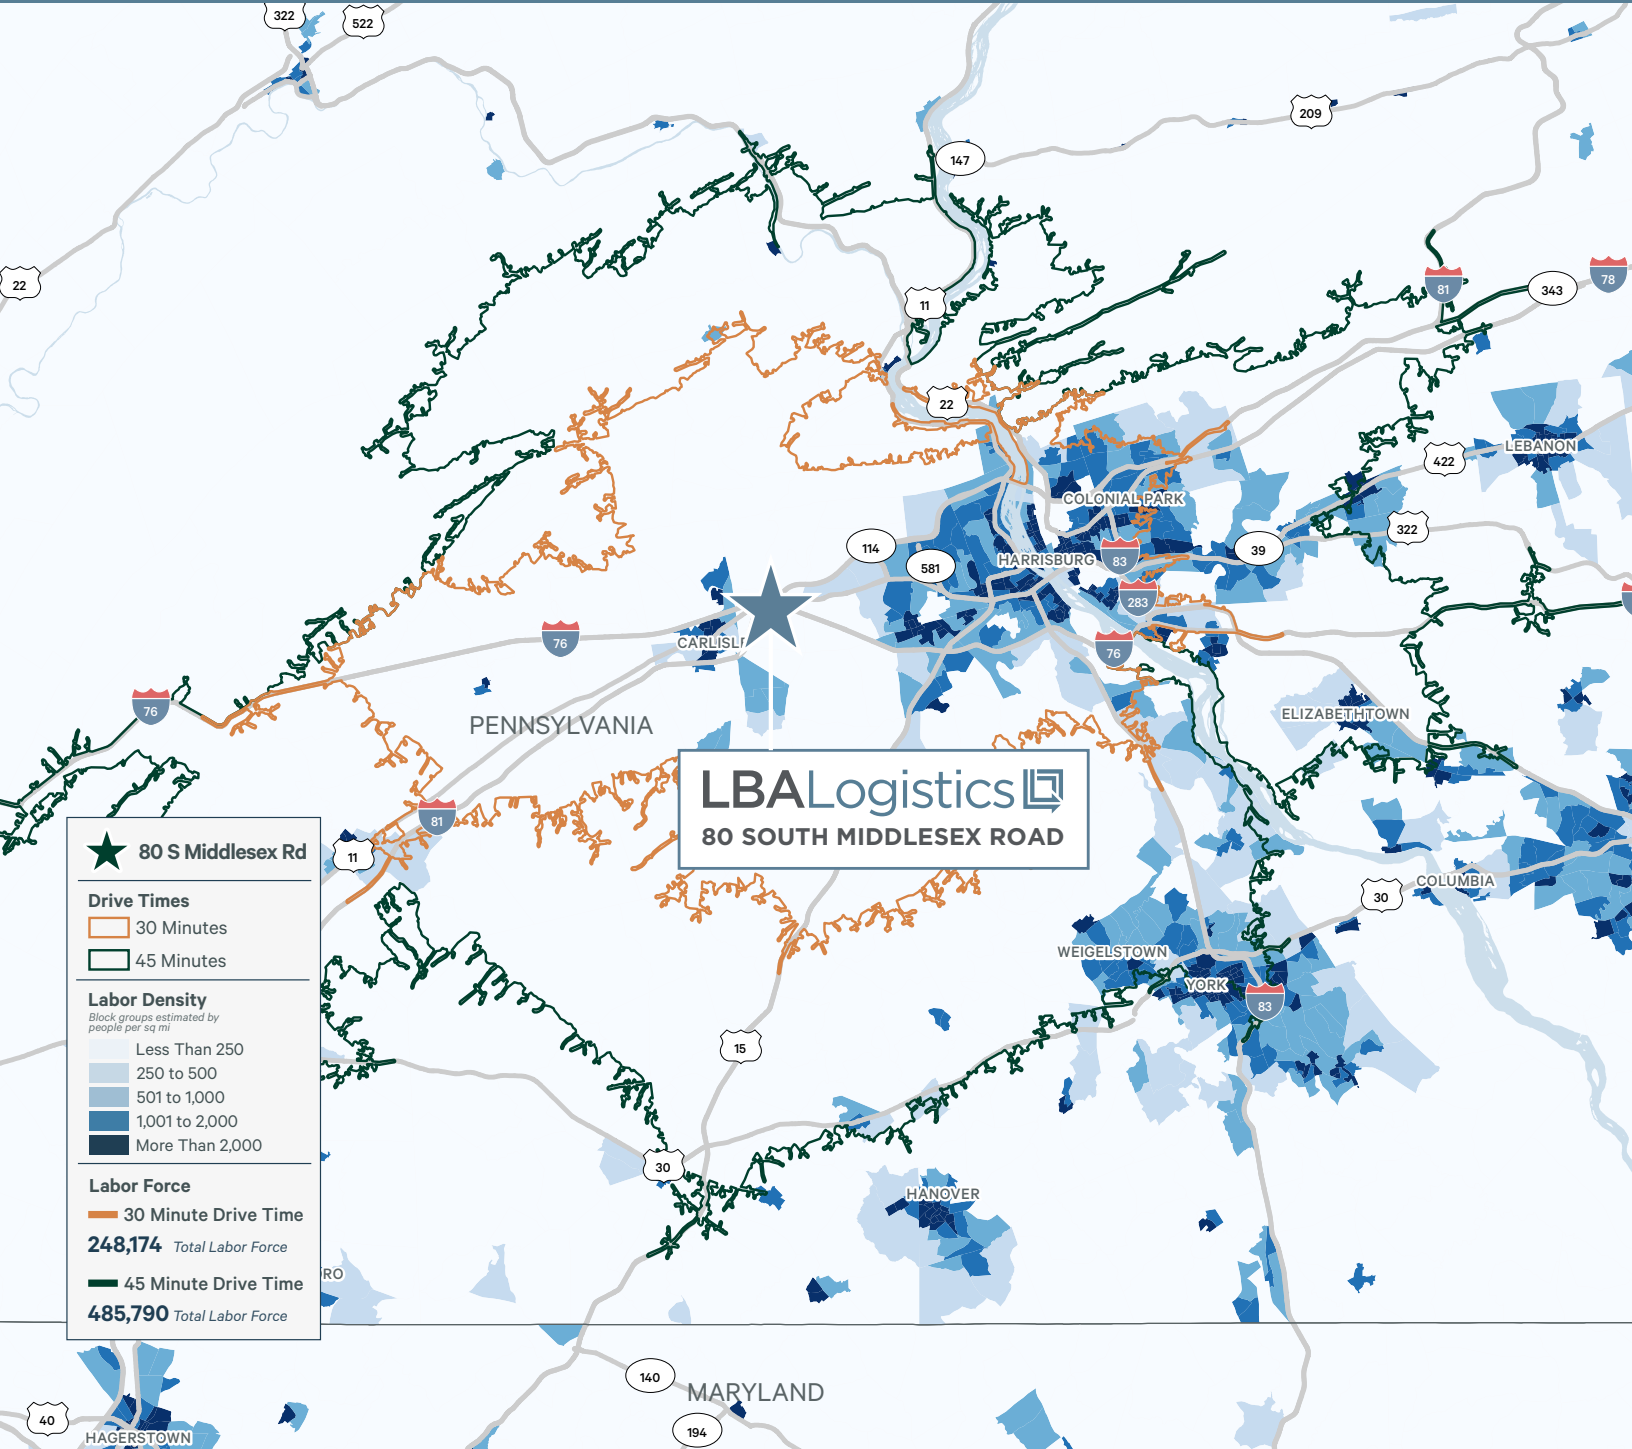 322
522
209
147
22
11
81
343
78
22
422
LEBANON
COLONIAL PARK
322
114
581
HARRISBURG
83
39
283
76
CARLISLE
76
76
ELIZABETHTOWN
PENNSYLVANIA
LBALogistics
80 SOUTH MIDDLESEX ROAD
81
11
80 S Middlesex Rd
Drive Times
30 Minutes
45 Minutes
Labor Density
Block groups estimated by
people per sq mi
Less Than 250
250 to 500
501 to 1,000
1,001 to 2,000
More Than 2,000
Labor Force
30 Minute Drive Time
248,174 Total Labor Force
45 Minute Drive Time
485,790 Total Labor Force
COLUMBIA
30
WEIGELSTOWN
YORK
83
15
30
HANOVER
RO
140
MARYLAND
194
40
HAGERSTOWN